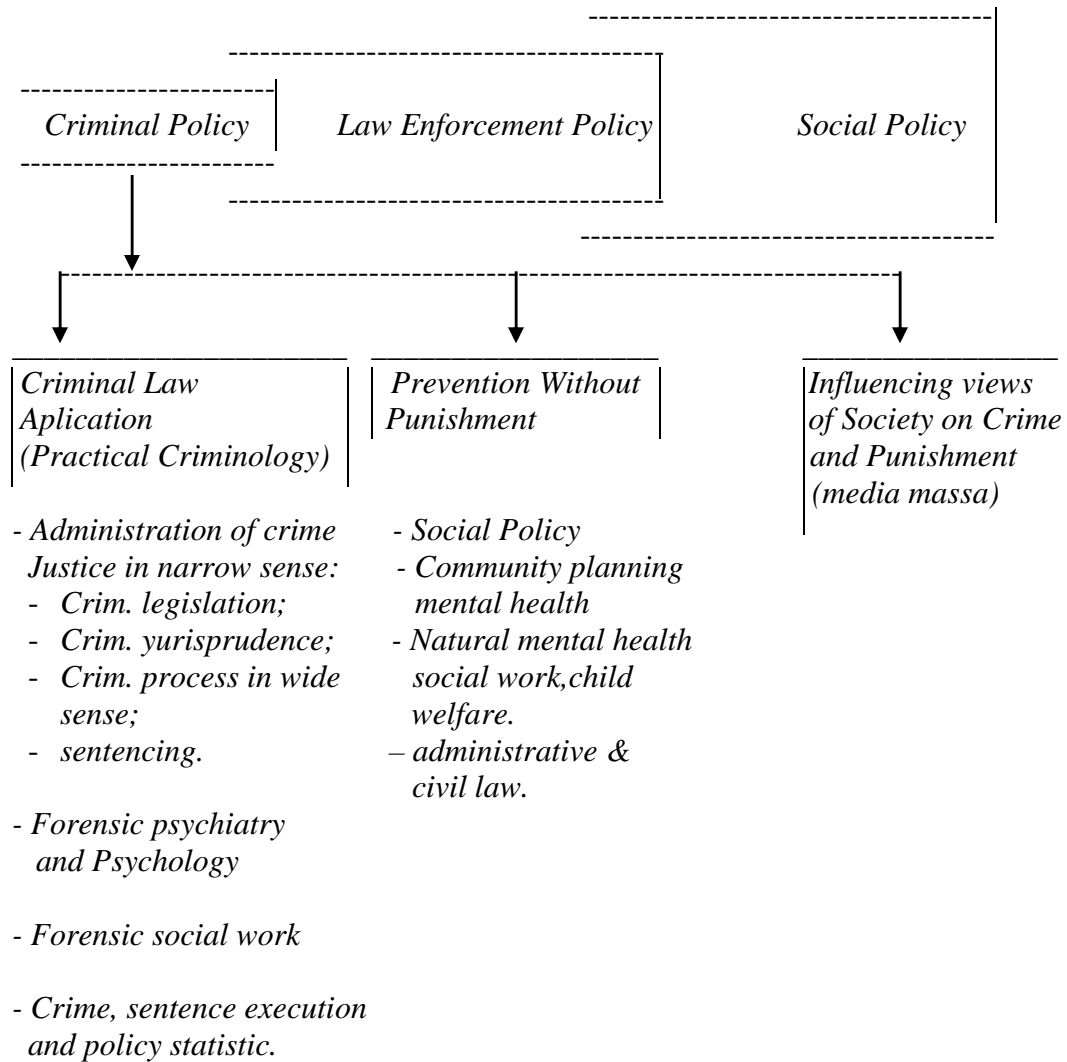 Criminal Policy
Law Enforcement Policy
Social Policy
Criminal Law
Aplication
(Practical Criminology)
- Administration of crime
Justice in narrow sense:
- Crim. legislation;
- Crim. yurisprudence;
- Crim. process in wide
sense;
- sentencing.
- Forensic psychiatry
and Psychology
- Forensic social work
- Crime, sentence execution
and policy statistic.
Prevention Without
Punishment
- Social Policy
- Community planning
mental health
- Natural mental health
social work,child
welfare.
– administrative &
civil law.
Influencing views
of Society on Crime
and Punishment
(media massa)